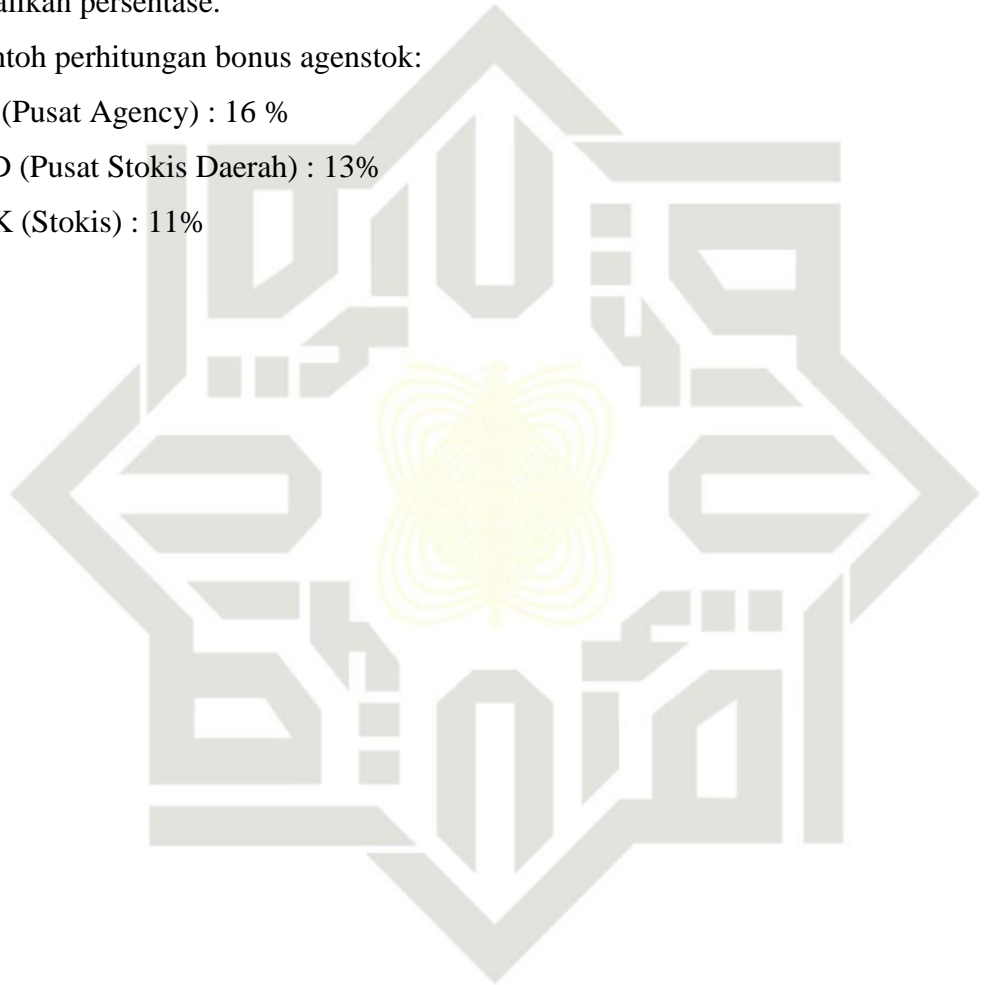 alikan persentase.
ntoh perhitungan bonus agenstok:
(Pusat Agency) : 16 %
D (Pusat Stokis Daerah) : 13%
K (Stokis) : 11%